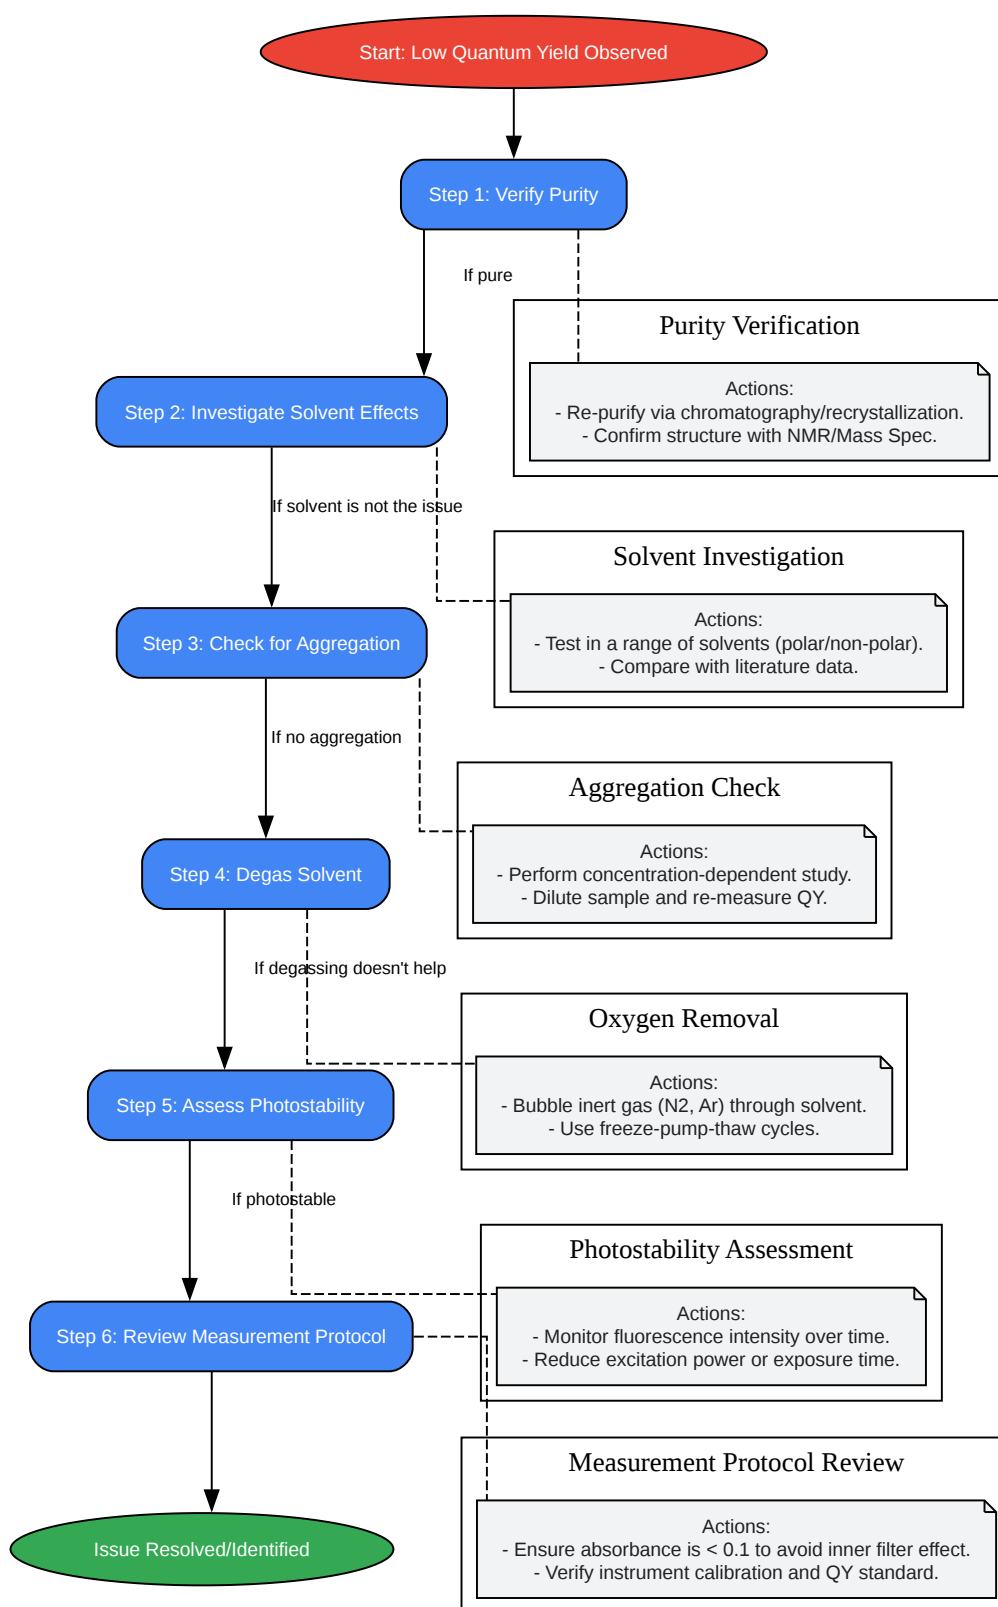 Start: Low Quantum Yield Observed
Step 1: Verify Purity
If pure
Purity Verification
Actions:
- Re-purify via chromatography/recrystallization.
- Confirm structure with NMR/Mass Spec.
Step 2: Investigate Solvent Effects
If solvent is not the issue
Solvent Investigation
Actions:
- Test in a range of solvents (polar/non-polar).
- Compare with literature data.
Step 3: Check for Aggregation
If no aggregation
Aggregation Check
Actions:
- Perform concentration-dependent study.
- Dilute sample and re-measure QY.
Step 4: Degas Solvent
If degassing doesn't help
Oxygen Removal
Actions:
- Bubble inert gas (N2, Ar) through solvent.
- Use freeze-pump-thaw cycles.
Step 5: Assess Photostability
If photostable
Photostability Assessment
Actions:
- Monitor fluorescence intensity over time.
- Reduce excitation power or exposure time.
Step 6: Review Measurement Protocol
Measurement Protocol Review
Actions:
- Ensure absorbance is < 0.1 to avoid inner filter effect.
- Verify instrument calibration and QY standard.
Issue Resolved/Identified